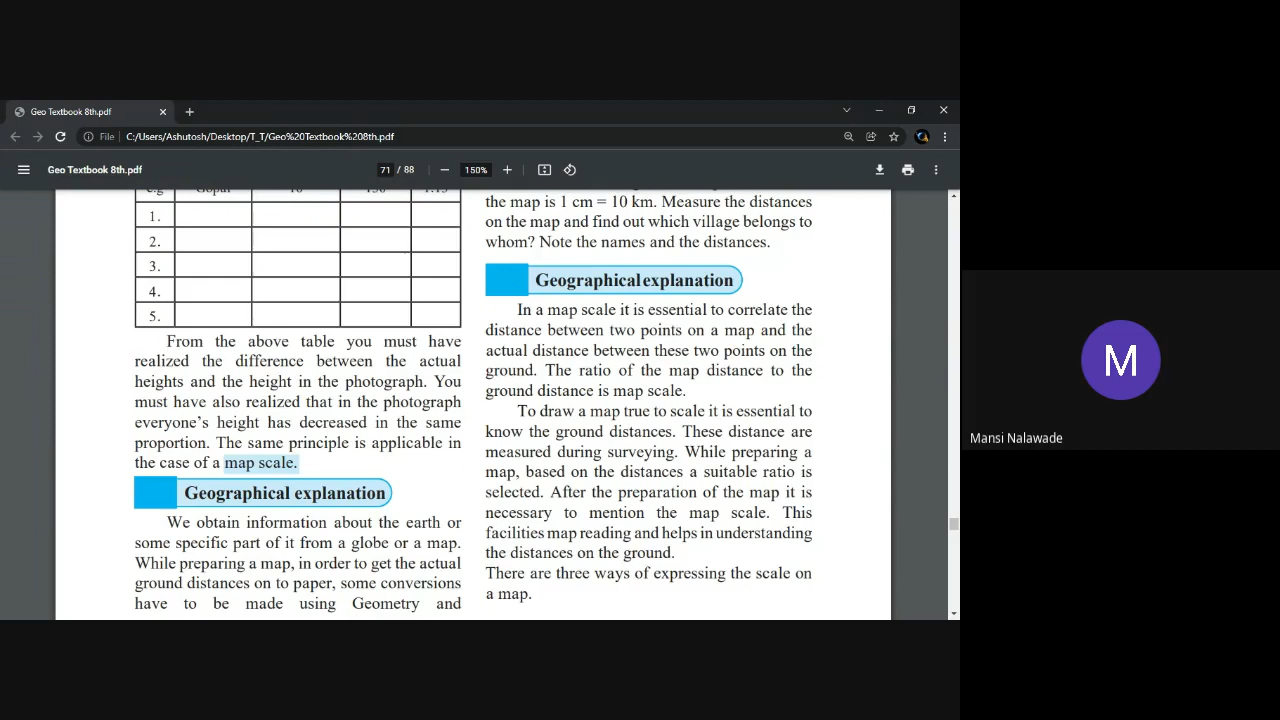 Geo Textbook 8th.pdf
File C:/Users/Ashutosh/Desktop/T_T/Geo%20Textbook%208th.pdf
Geo Textbook 8th.pdf
71 / 88
150%
e.g Gopal
1.
2.
3.
4.
5.
From the above table you must have
realized the difference between the actual
heights and the height in the photograph. You
must have also realized that in the photograph
everyone's height has decreased in the same
proportion. The same principle is applicable in
the case of a map scale.
Geographical explanation
We obtain information about the earth or
some specific part of it from a globe or a map.
While preparing a map, in order to get the actual
ground distances on to paper, some conversions
have to be made using Geometry and
the map is 1 cm = 10 km. Measure the distances
on the map and find out which village belongs to
whom? Note the names and the distances.
Geographical explanation
In a map scale it is essential to correlate the
distance between two points on a map and the
actual distance between these two points on the
ground. The ratio of the map distance to the
ground distance is map scale.
To draw a map true to scale it is essential to
know the ground distances. These distance are
measured during surveying. While preparing a
map, based on the distances a suitable ratio is
selected. After the preparation of the map it is
necessary to mention the map scale. This
facilities map reading and helps in understanding
the distances on the ground.
There are three ways of expressing the scale on
a map.
M
Mansi Nalawade